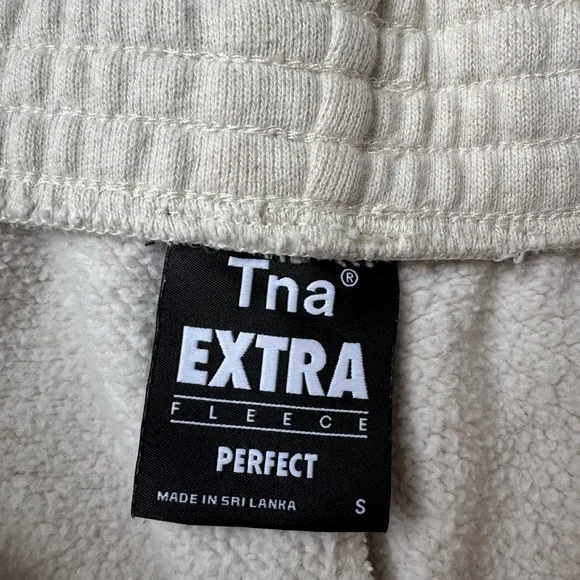 Tna®
EXTRA
FLEECE
PERFECT
MADE IN SRI LANKA S